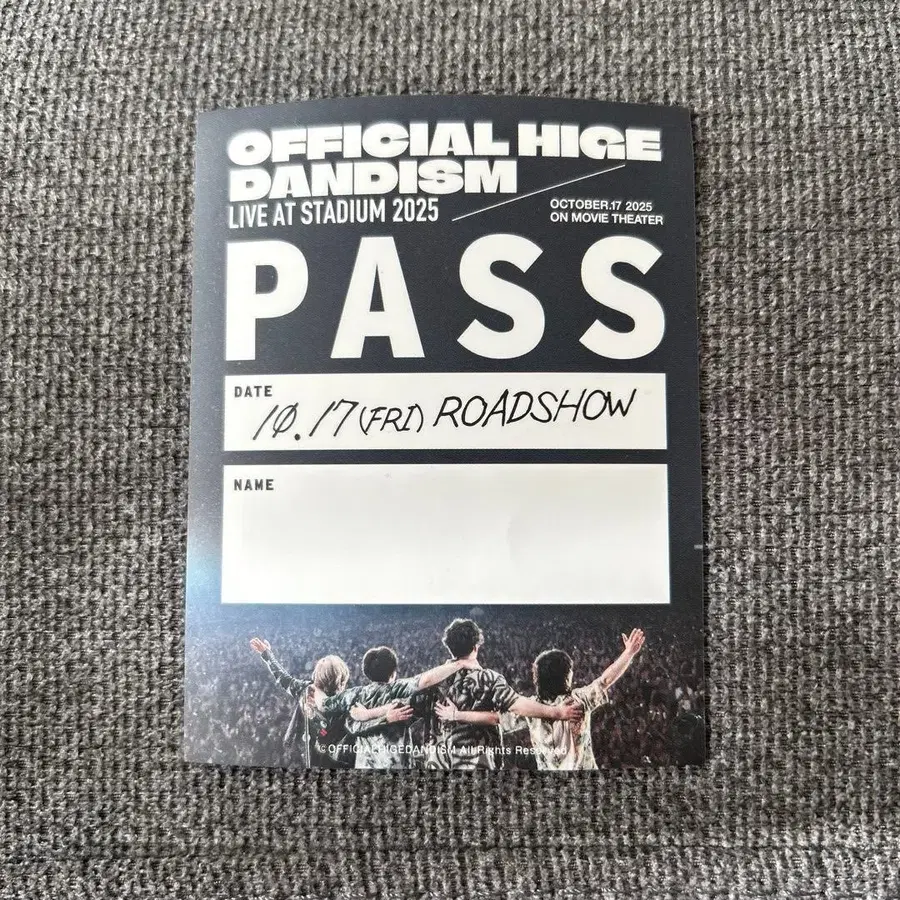 OFFICIAL HIGE
DANDISM
LIVE AT STADIUM 2025
OCTOBER.17 2025
ON MOVIE THEATER
PASS
DATE
10.17(FRI) ROADSHOW
NAME
©OFFICIALHIGEDANDISM All Rights Reserved.